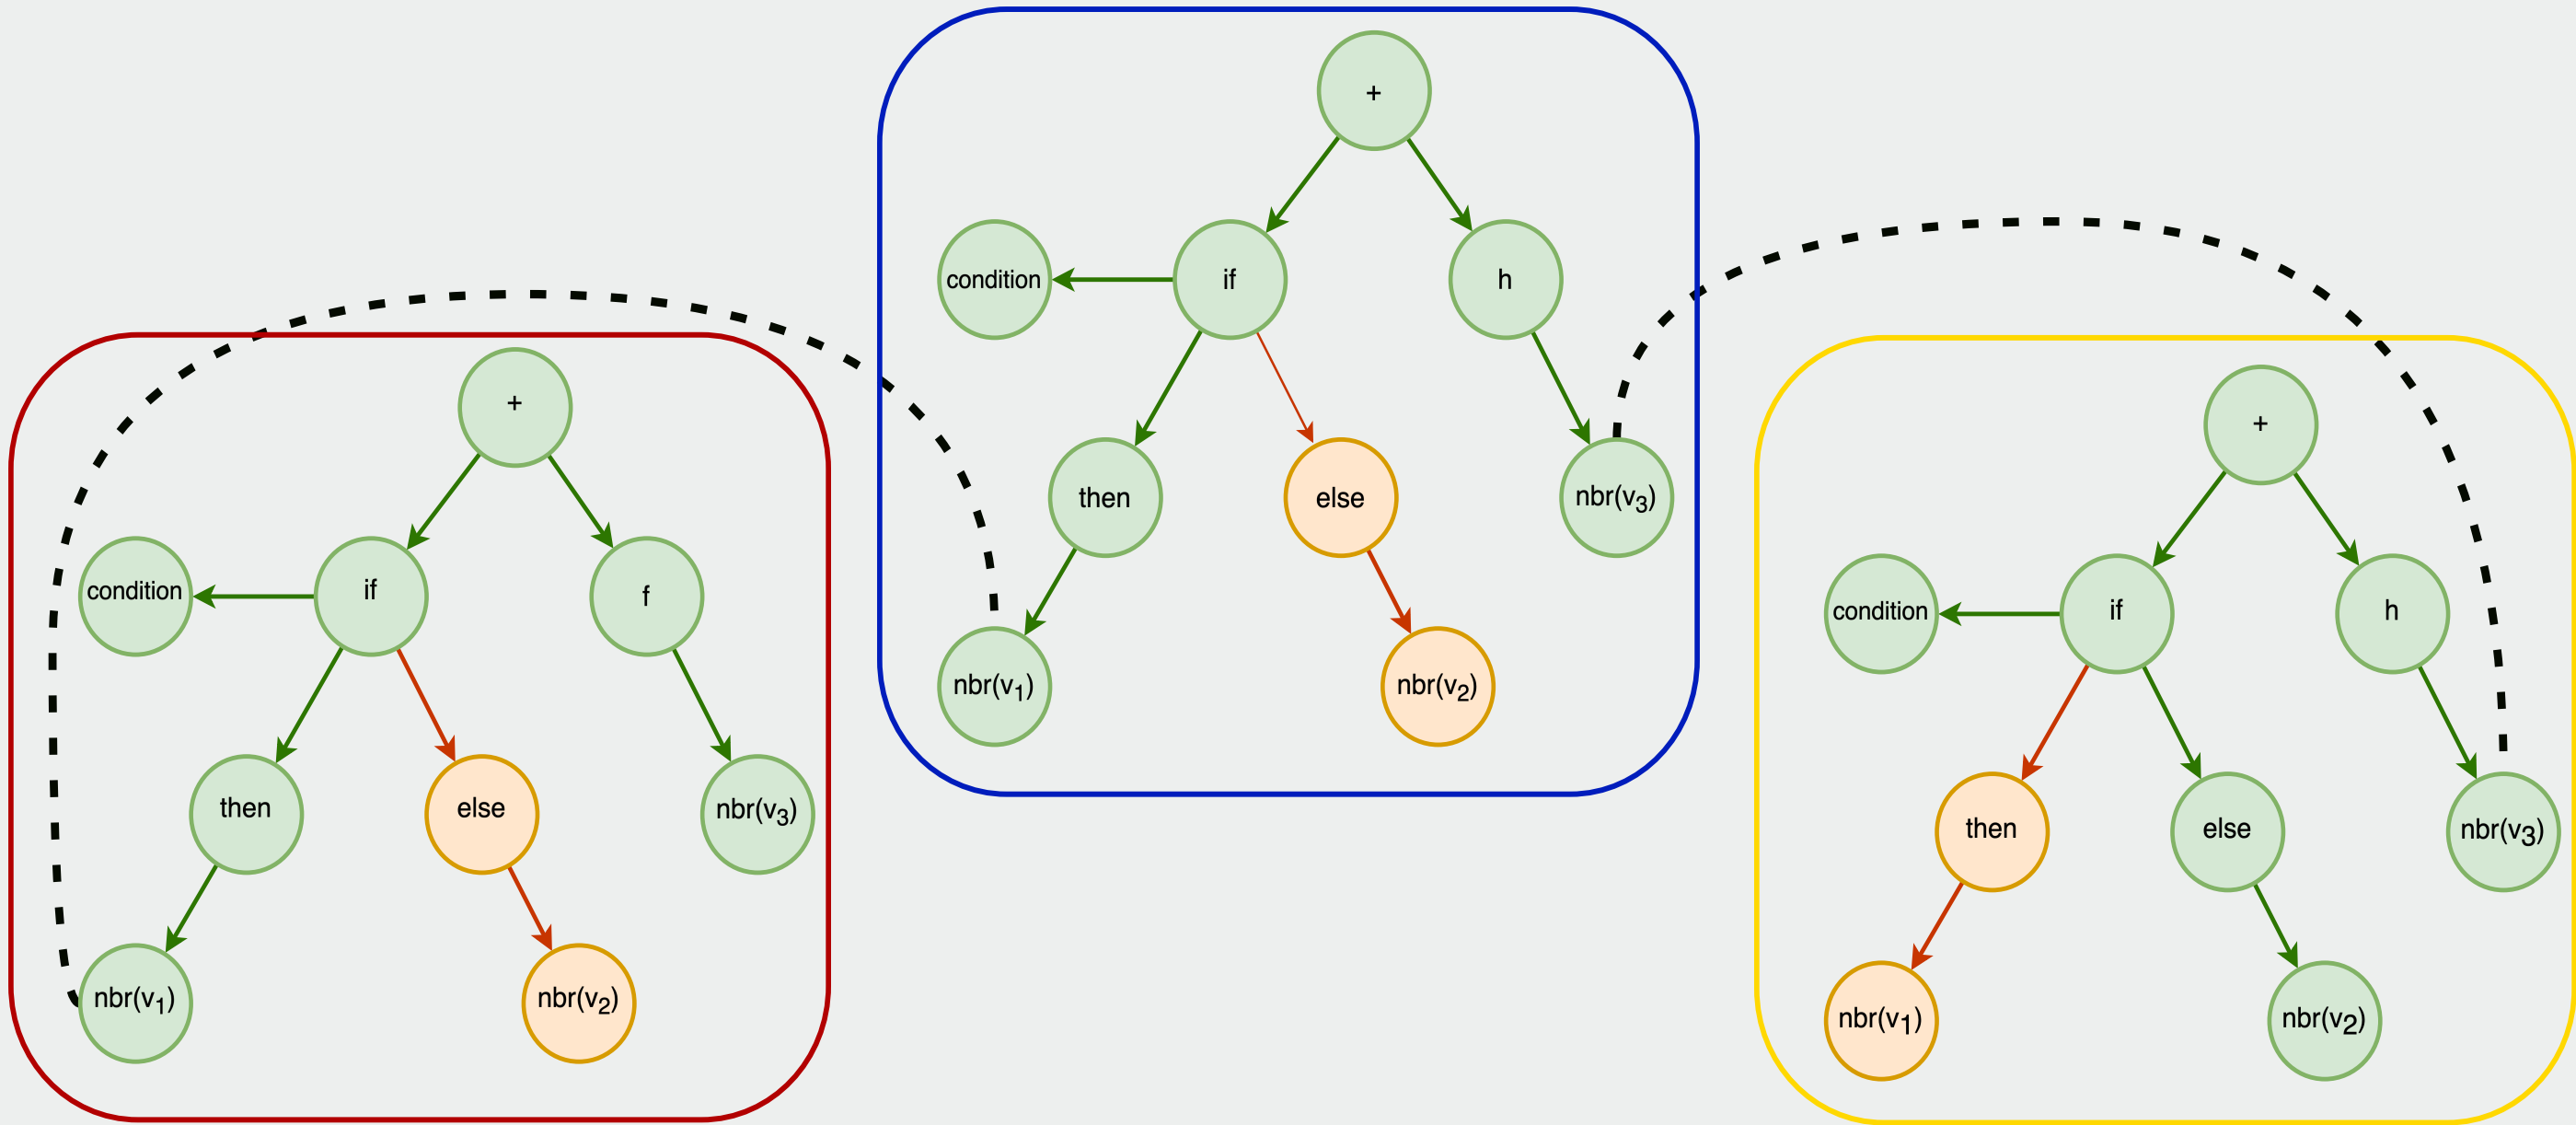 +
condition
if
f
then
else
nbr(v3)
nbr(v1)
nbr(v2)
+
condition
if
h
then
else
nbr(v3)
nbr(v1)
nbr(v2)
+
condition
if
h
then
else
nbr(v3)
nbr(v1)
nbr(v2)